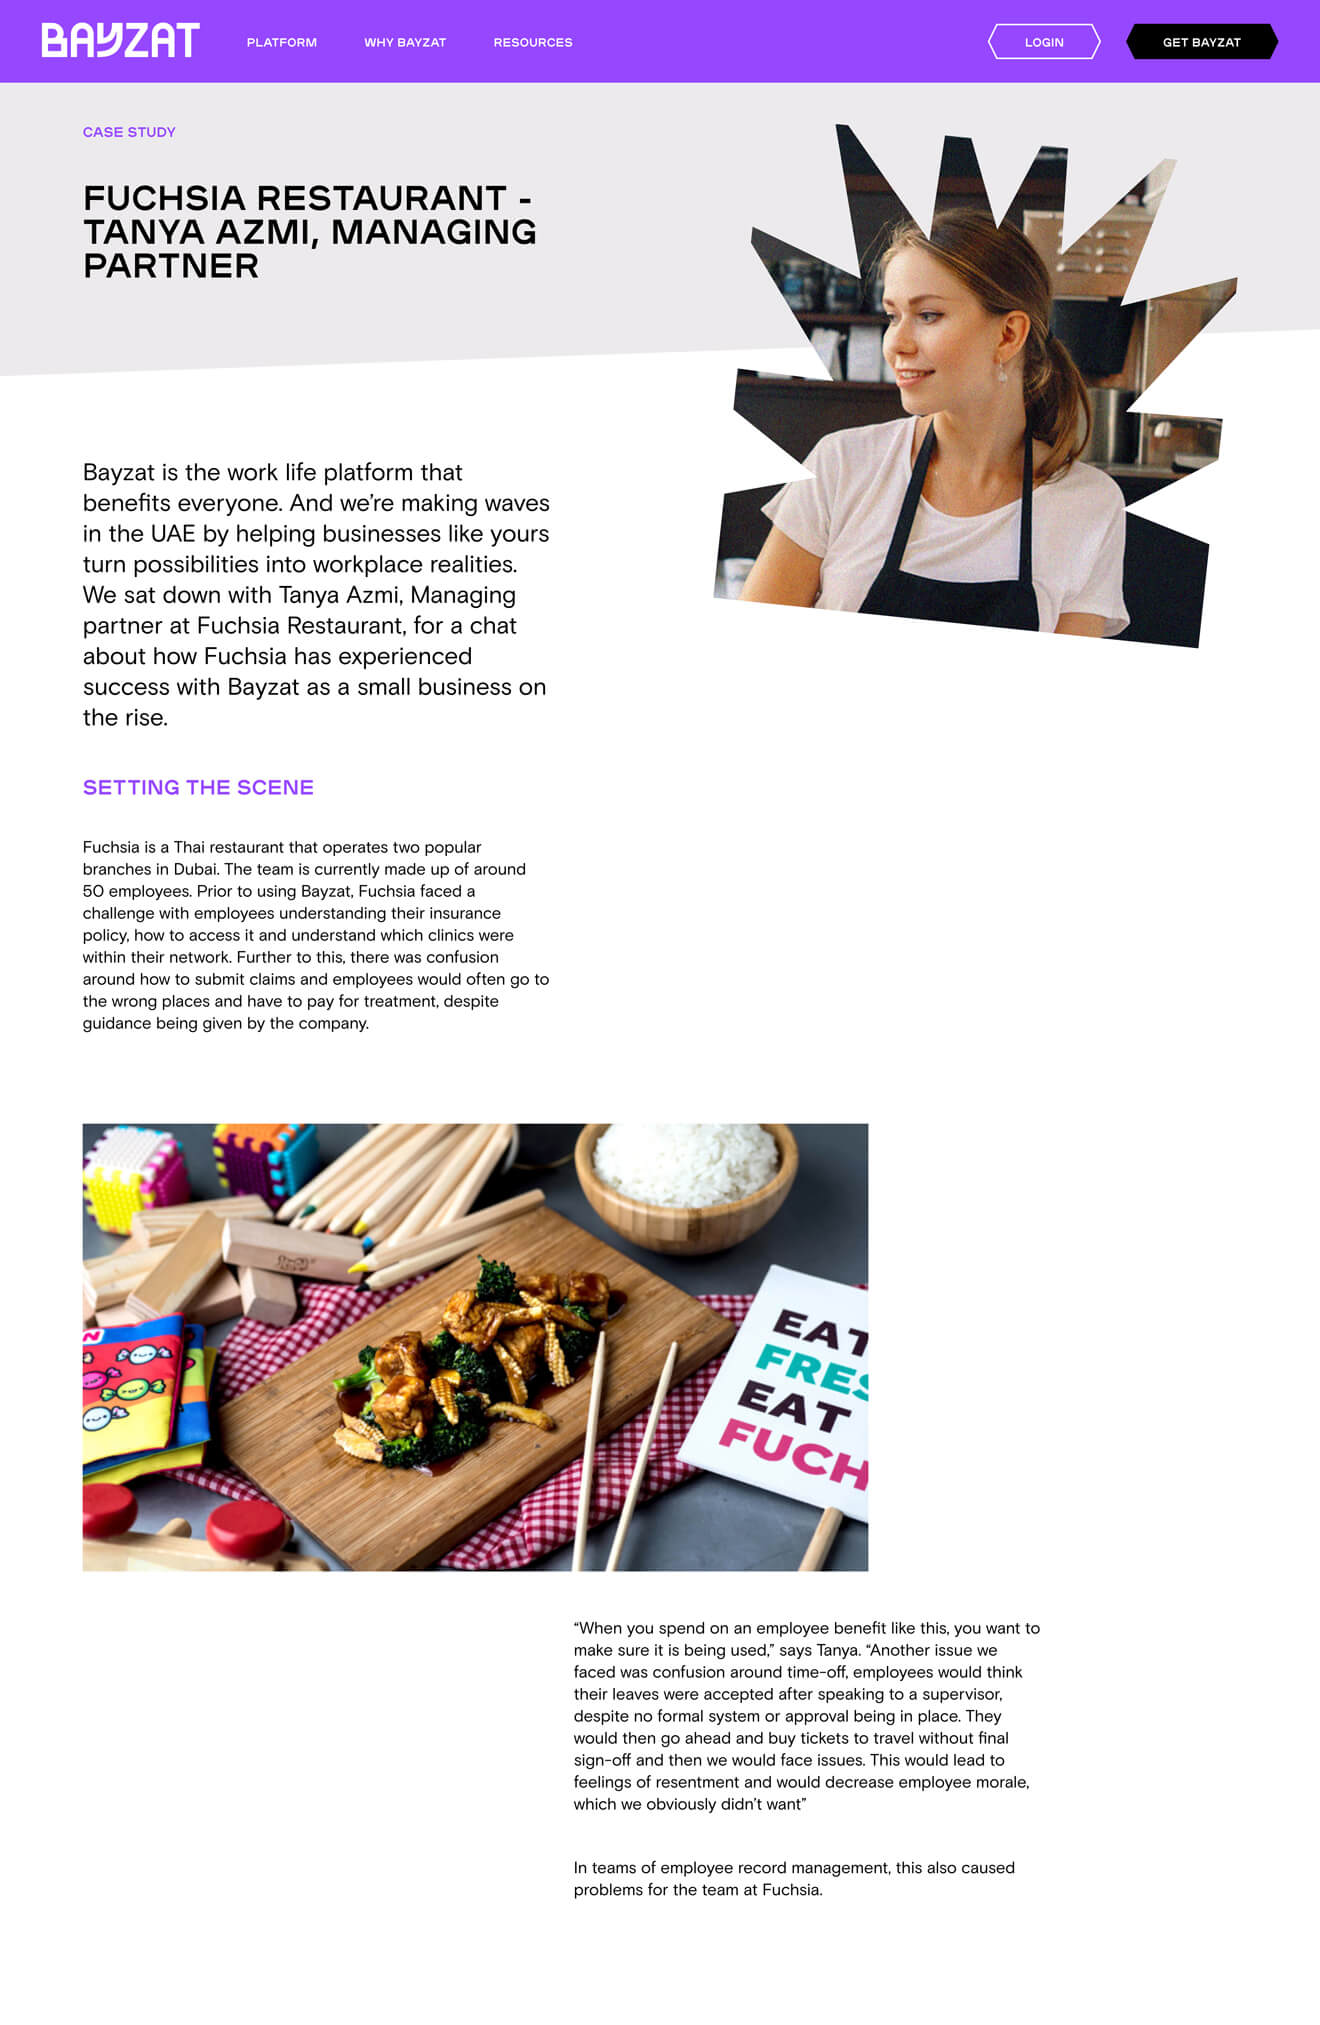 BAYZAT
PLATFORM
WHY BAYZAT
RESOURCES
LOGIN
GET BAYZAT
CASE STUDY
FUCHSIA RESTAURANT -
TANYA AZMI, MANAGING
PARTNER
Bayzat is the work life platform that
benefits everyone. And we’re making waves
in the UAE by helping businesses like yours
turn possibilities into workplace realities.
We sat down with Tanya Azmi, Managing
partner at Fuchsia Restaurant, for a chat
about how Fuchsia has experienced
success with Bayzat as a small business on
the rise.
SETTING THE SCENE
Fuchsia is a Thai restaurant that operates two popular
branches in Dubai. The team is currently made up of around
50 employees. Prior to using Bayzat, Fuchsia faced a
challenge with employees understanding their insurance
policy, how to access it and understand which clinics were
within their network. Further to this, there was confusion
around how to submit claims and employees would often go to
the wrong places and have to pay for treatment, despite
guidance being given by the company.
EAT
FRES
EAT
FUCH
“When you spend on an employee benefit like this, you want to
make sure it is being used,” says Tanya. “Another issue we
faced was confusion around time-off, employees would think
their leaves were accepted after speaking to a supervisor,
despite no formal system or approval being in place. They
would then go ahead and buy tickets to travel without final
sign-off and then we would face issues. This would lead to
feelings of resentment and would decrease employee morale,
which we obviously didn’t want”
In teams of employee record management, this also caused
problems for the team at Fuchsia.